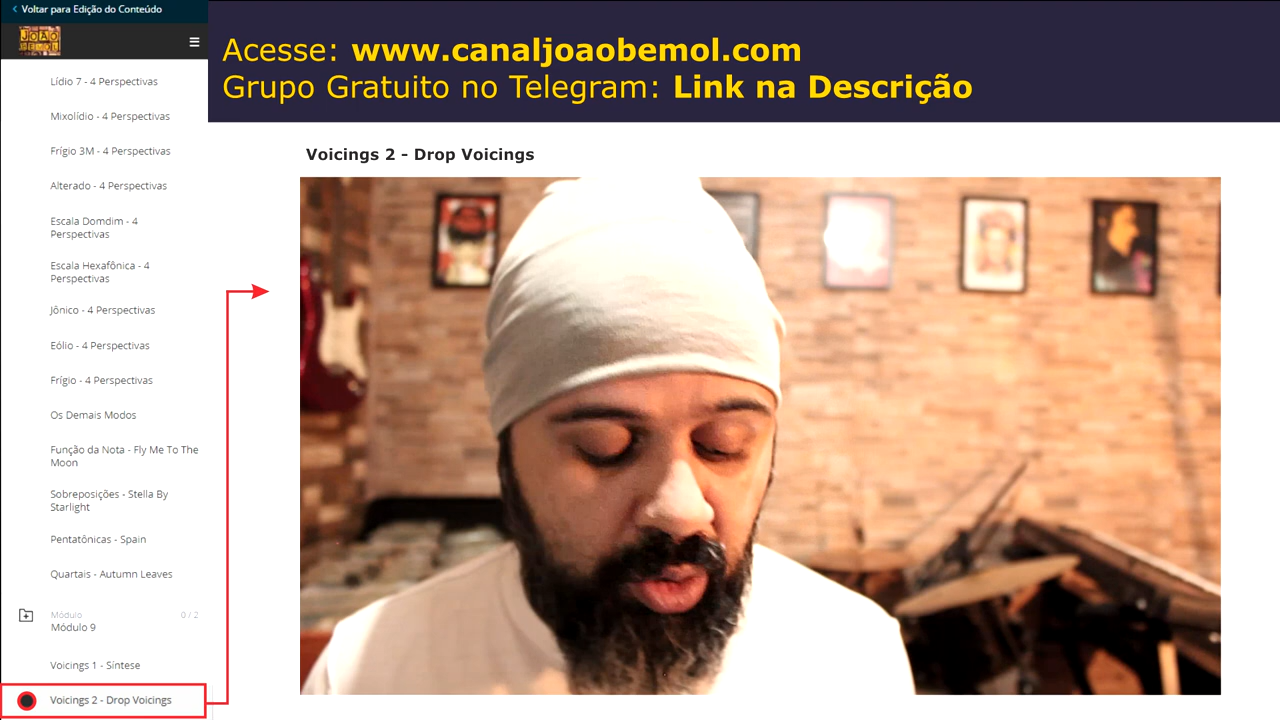 Voltar para Edição do Conteúdo
JOÃO
BEMOL
Acesse: www.canaljoaobemol.com
Grupo Gratuito no Telegram: Link na Descrição
Lídio 7 - 4 Perspectivas
Mixolídio - 4 Perspectivas
Frígio 3M - 4 Perspectivas
Alterado - 4 Perspectivas
Escala Domdim - 4
Perspectivas
Escala Hexafônica - 4
Perspectivas
Jônico - 4 Perspectivas
Eólio - 4 Perspectivas
Frígio - 4 Perspectivas
Os Demais Modos
Função da Nota - Fly Me To The
Moon
Sobreposições - Stella By
Starlight
Pentatônicas - Spain
Quartais - Autumn Leaves
Módulo 0 / 2
Módulo 9
Voicings 1 - Síntese
Voicings 2 - Drop Voicings
Voicings 2 - Drop Voicings